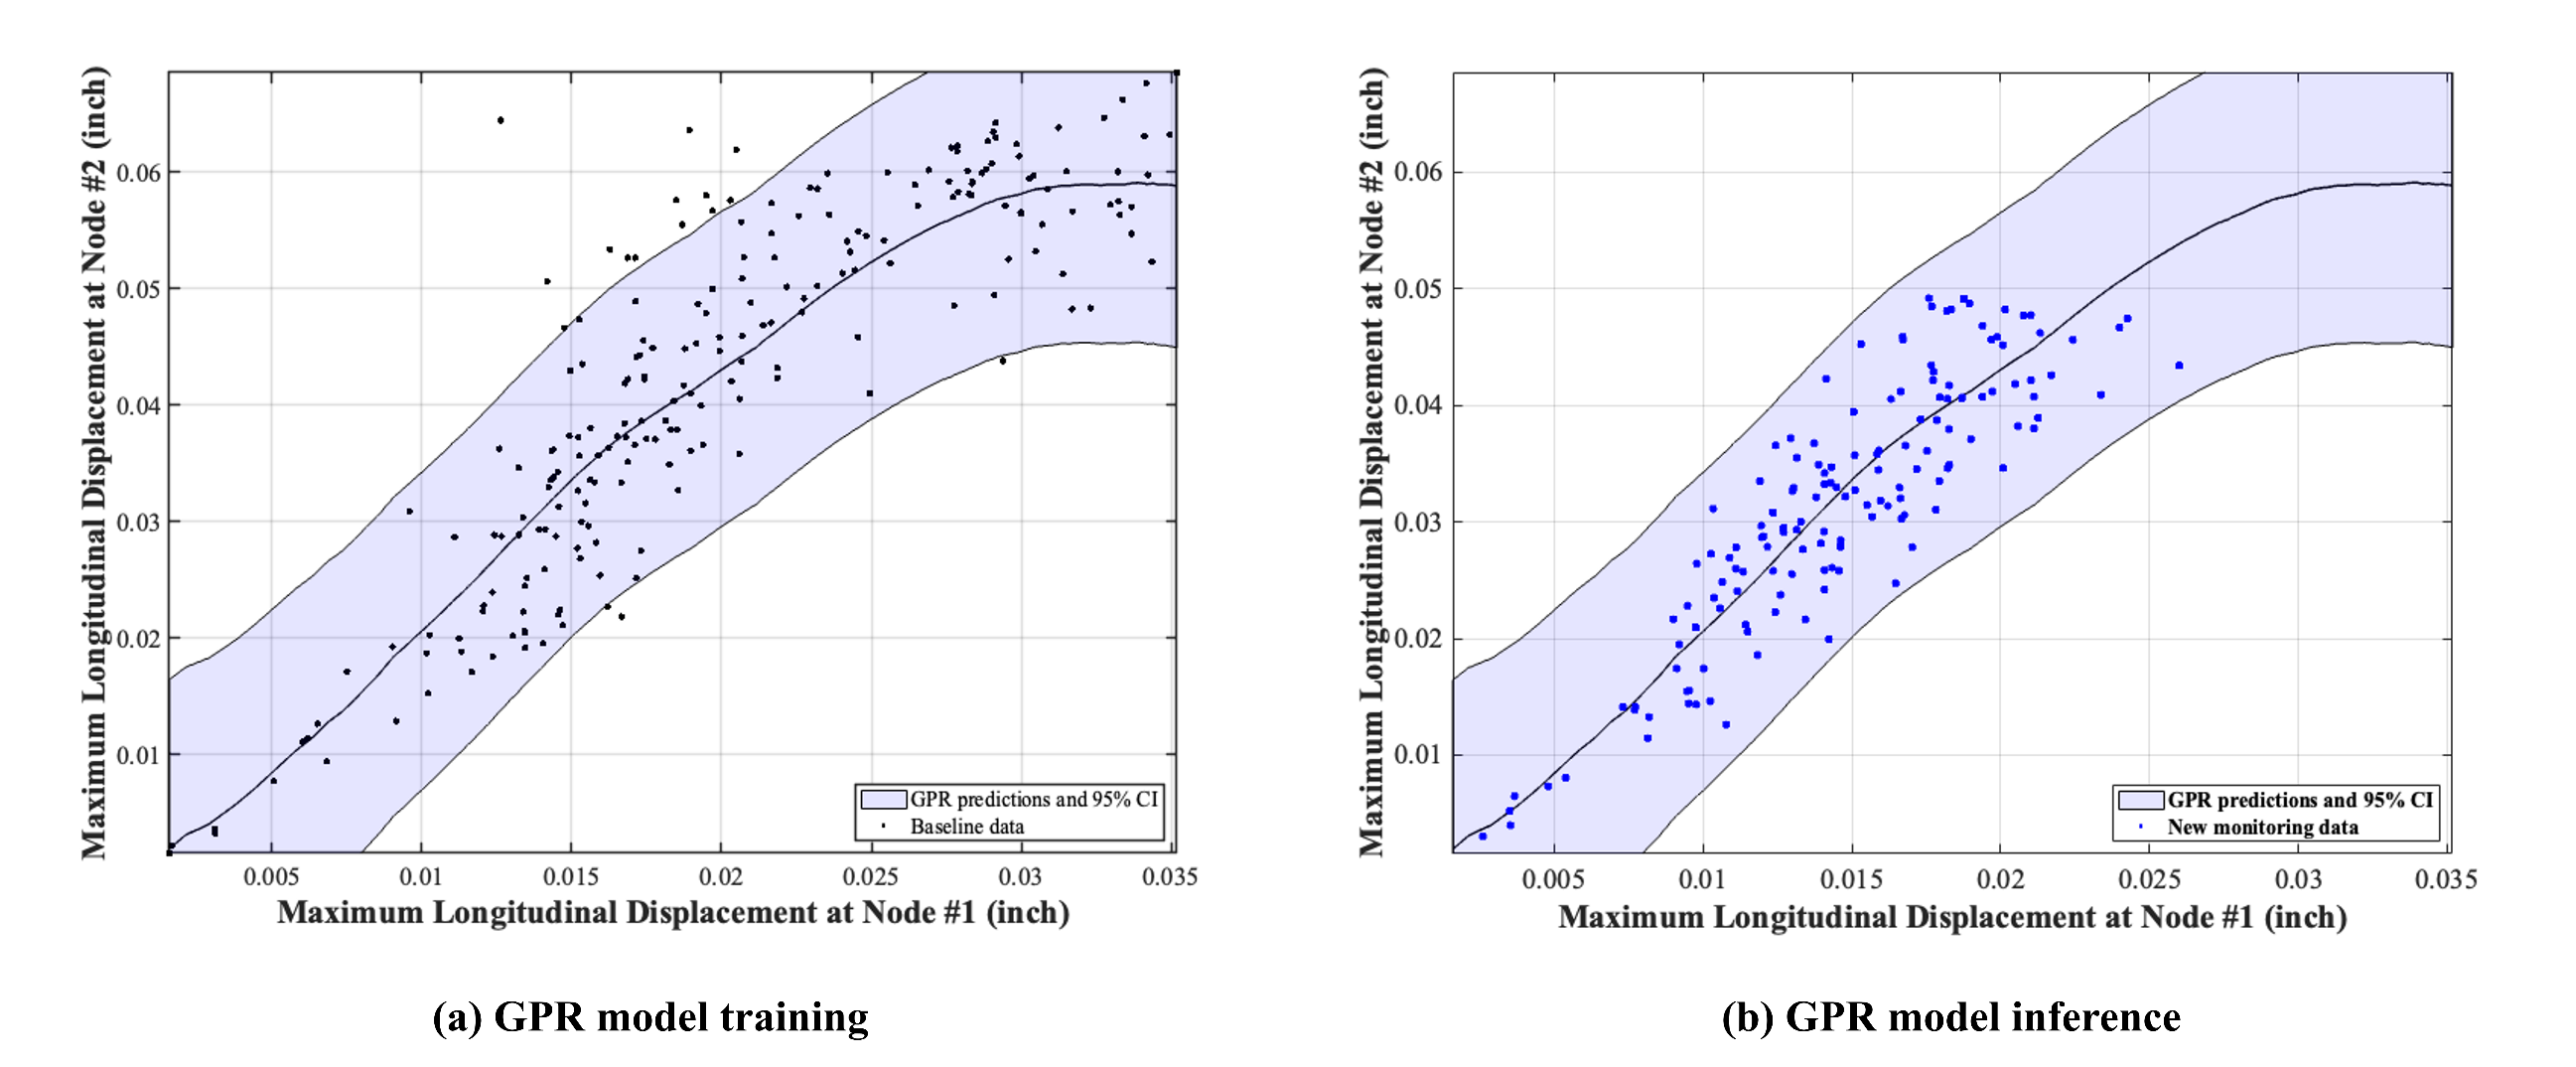 Maximum Longitudinal Displacement at Node #2 (inch)
0.06
0.05
0.04
0.03
0.02
0.01
GPR predictions and 95% CI
Baseline data
0.005 0.01 0.015 0.02 0.025 0.03 0.035
Maximum Longitudinal Displacement at Node #1 (inch)
(a) GPR model training
Maximum Longitudinal Displacement at Node #2 (inch)
0.06
0.05
0.04
0.03
0.02
0.01
GPR predictions and 95% CI
New monitoring data
0.005 0.01 0.015 0.02 0.025 0.03 0.035
Maximum Longitudinal Displacement at Node #1 (inch)
(b) GPR model inference